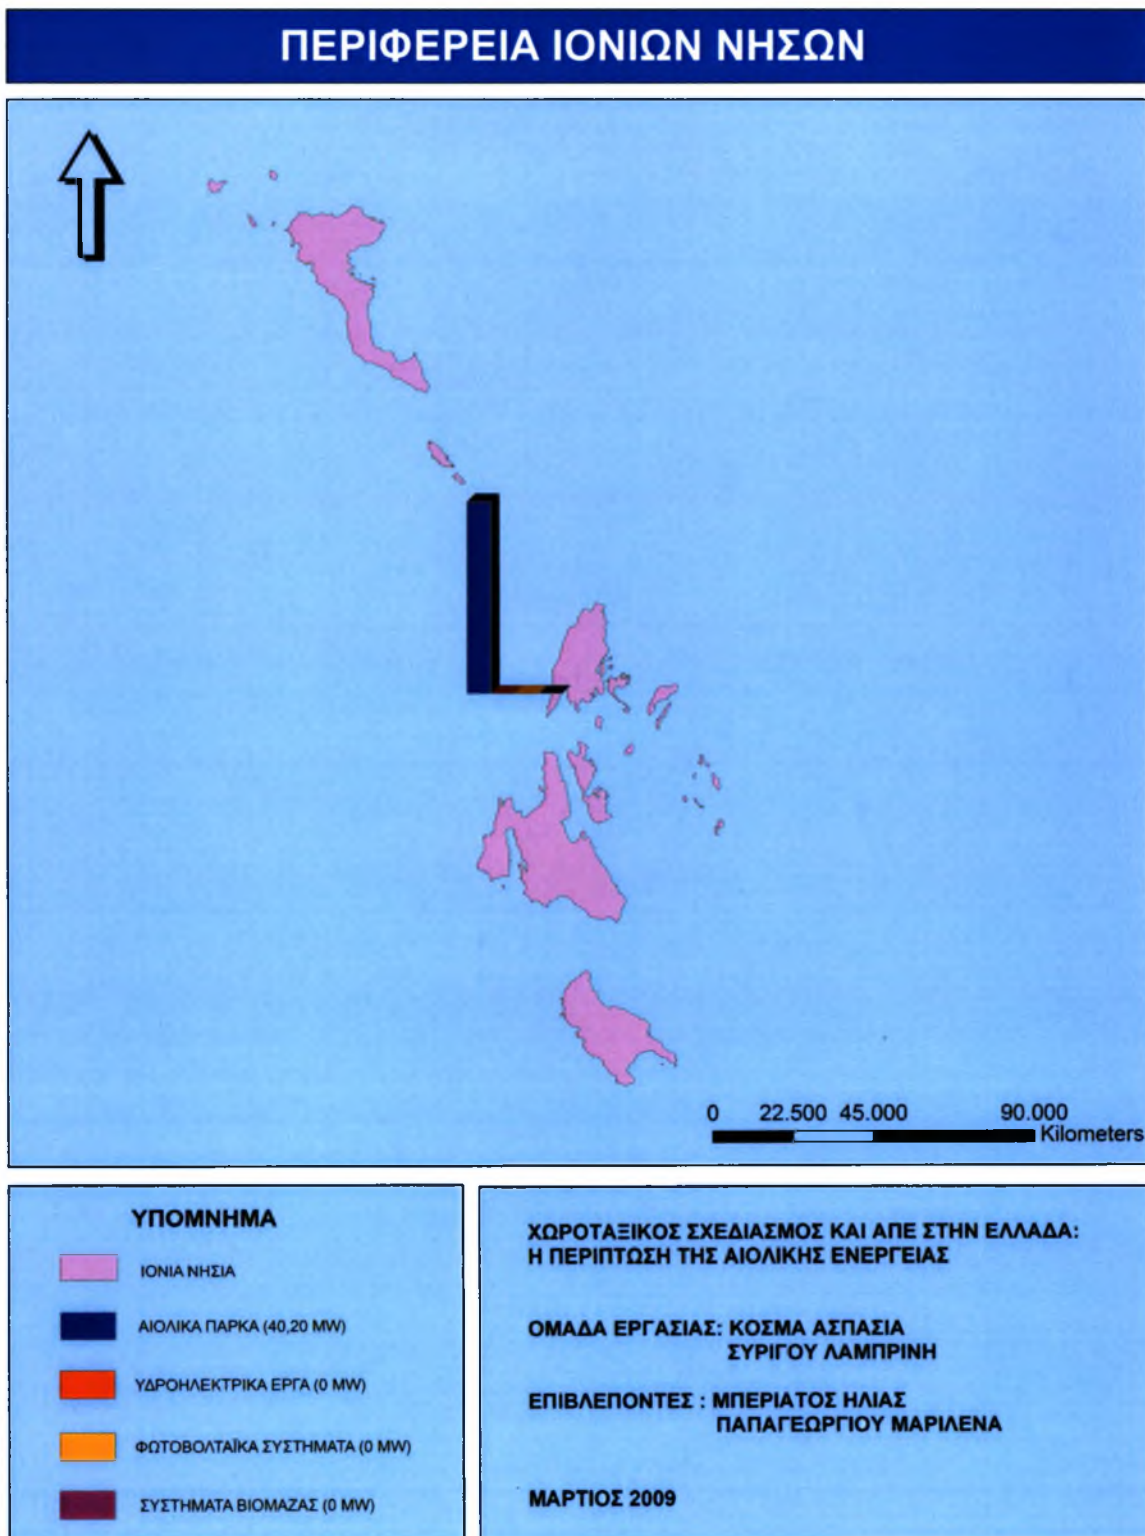 ΠΕΡΙΦΕΡΕΙΑ ΙΟΝΙΩΝ ΝΗΣΩΝ
0 22.500 45.000 90.000
Kilometers
ΥΠΟΜΝΗΜΑ
ΙΟΝΙΑ ΝΗΣΙΑ
ΑΙΟΛΙΚΑ ΠΑΡΚΑ (40,20 MW)
ΥΔΡΟΗΛΕΚΤΡΙΚΑ ΕΡΓΑ (0 MW)
ΦΩΤΟΒΟΛΤΑΪΚΑ ΣΥΣΤΗΜΑΤΑ (0 MW)
ΣΥΣΤΗΜΑΤΑ ΒΙΟΜΑΖΑΣ (0 MW)
ΧΩΡΟΤΑΞΙΚΟΣ ΣΧΕΔΙΑΣΜΟΣ ΚΑΙ ΑΠΕ ΣΤΗΝ ΕΛΛΑΔΑ:
Η ΠΕΡΙΠΤΩΣΗ ΤΗΣ ΑΙΟΛΙΚΗΣ ΕΝΕΡΓΕΙΑΣ
ΟΜΑΔΑ ΕΡΓΑΣΙΑΣ: ΚΟΣΜΑ ΑΣΠΑΣΙΑ
ΣΥΡΙΓΟΥ ΛΑΜΠΡΙΝΗ
ΕΠΙΒΛΕΠΟΝΤΕΣ : ΜΠΕΡΙΑΤΟΣ ΗΛΙΑΣ
ΠΑΠΑΓΕΩΡΓΙΟΥ ΜΑΡΙΛΕΝΑ
ΜΑΡΤΙΟΣ 2009